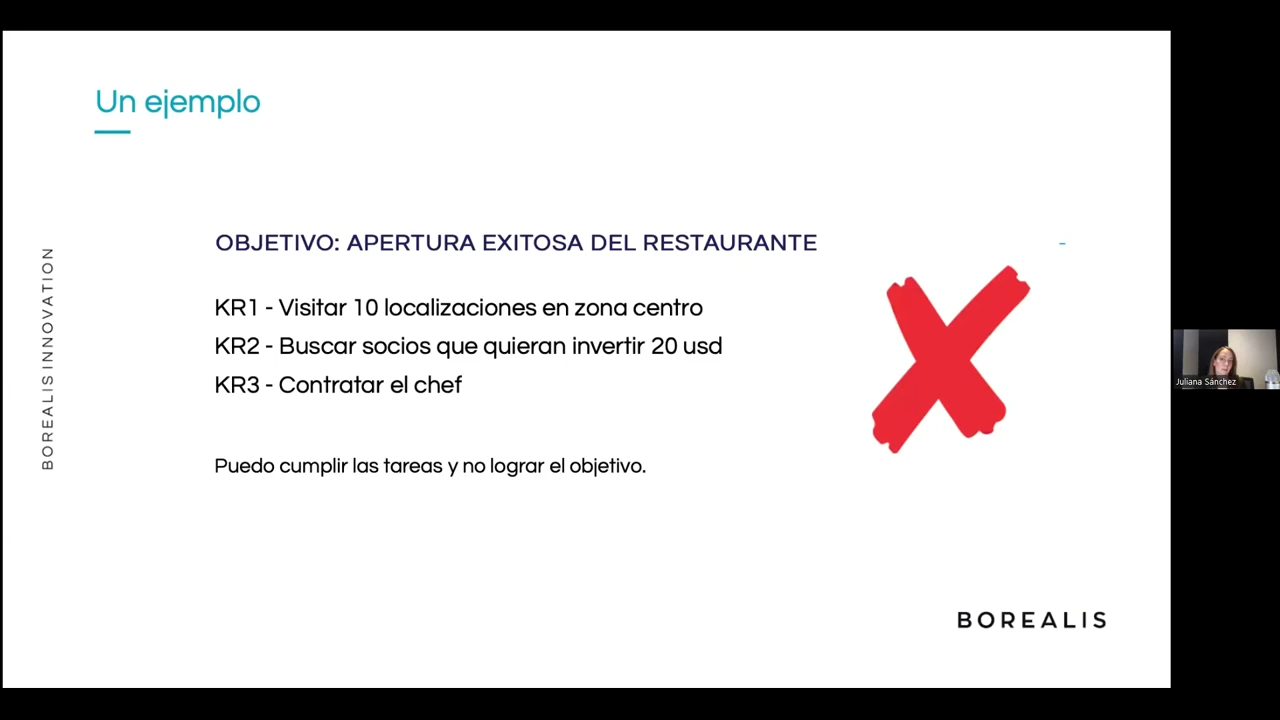 Un ejemplo
BOREALIS INNOVATION
OBJETIVO: APERTURA EXITOSA DEL RESTAURANTE
KR1 - Visitar 10 localizaciones en zona centro
KR2 - Buscar socios que quieran invertir 20 usd
KR3 - Contratar el chef
Puedo cumplir las tareas y no lograr el objetivo.
BOREALIS
Juliana Sánchez